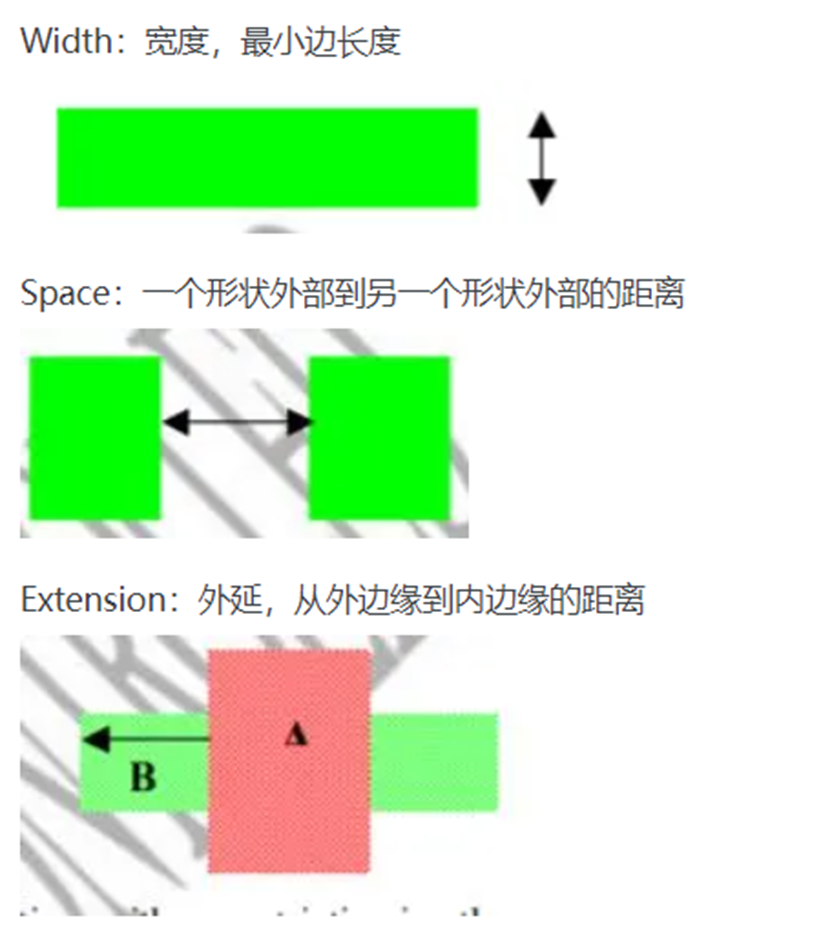 Width：宽度，最小边长度
Space：一个形状外部到另一个形状外部的距离
Extension：外延，从外边缘到内边缘的距离
A
B